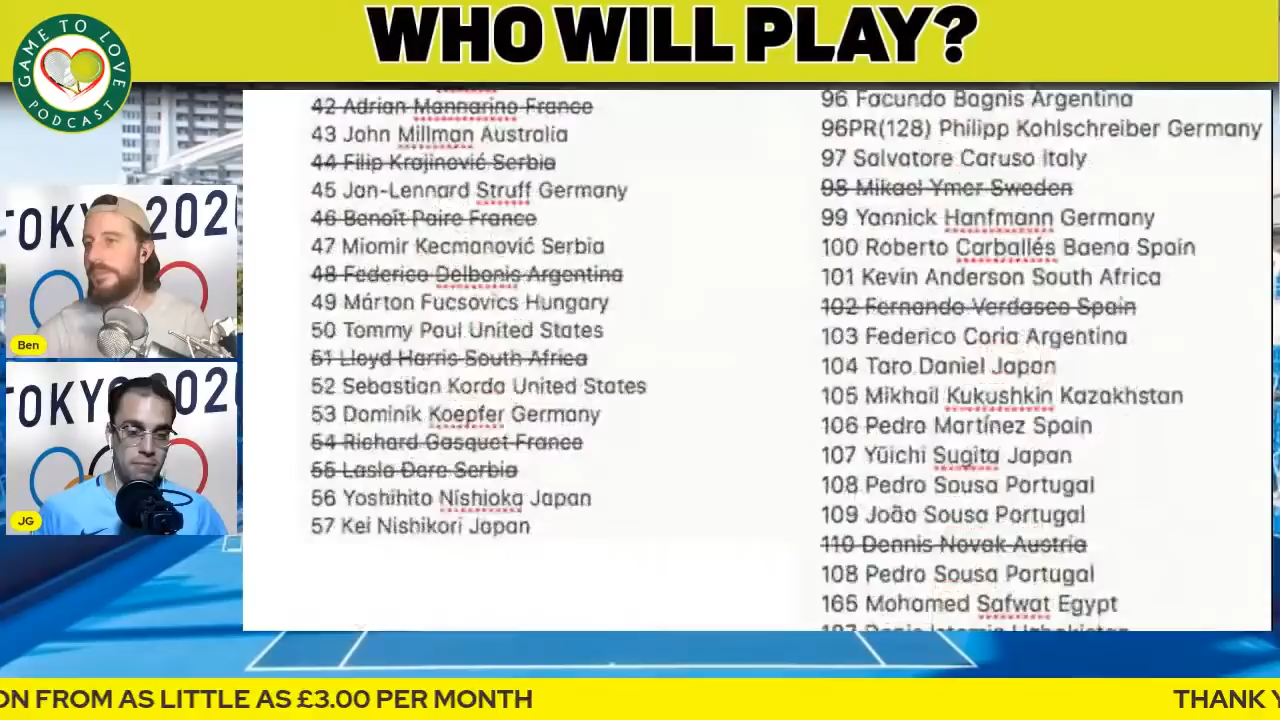 WHO WILL PLAY?
GAME TO LOVE
PODCAST
42 Adrian Mannarino France
43 John Millman Australia
44 Filip Krajinović Serbia
45 Jan-Lennard Struff Germany
46 Benoît Paire France
47 Miomir Kecmanović Serbia
48 Federico Delbonis Argentina
49 Márton Fucsovics Hungary
50 Tommy Paul United States
51 Lloyd Harris South Africa
52 Sebastian Korda United States
53 Dominik Koepfer Germany
54 Richard Gasquet France
55 Laslo Đere Serbia
56 Yoshihito Nishioka Japan
57 Kei Nishikori Japan
96 Facundo Bagnis Argentina
96PR(128) Philipp Kohlschreiber Germany
97 Salvatore Caruso Italy
98 Mikael Ymer Sweden
99 Yannick Hanfmann Germany
100 Roberto Carballés Baena Spain
101 Kevin Anderson South Africa
102 Fernando Verdasco Spain
103 Federico Coria Argentina
104 Taro Daniel Japan
105 Mikhail Kukushkin Kazakhstan
106 Pedro Martínez Spain
107 Yūichi Sugita Japan
108 Pedro Sousa Portugal
109 João Sousa Portugal
110 Dennis Novak Austria
108 Pedro Sousa Portugal
165 Mohamed Safwat Egypt
TOKYO 2020
Ben
TOKYO 2020
JG
ON FROM AS LITTLE AS £3.00 PER MONTH
THANK Y